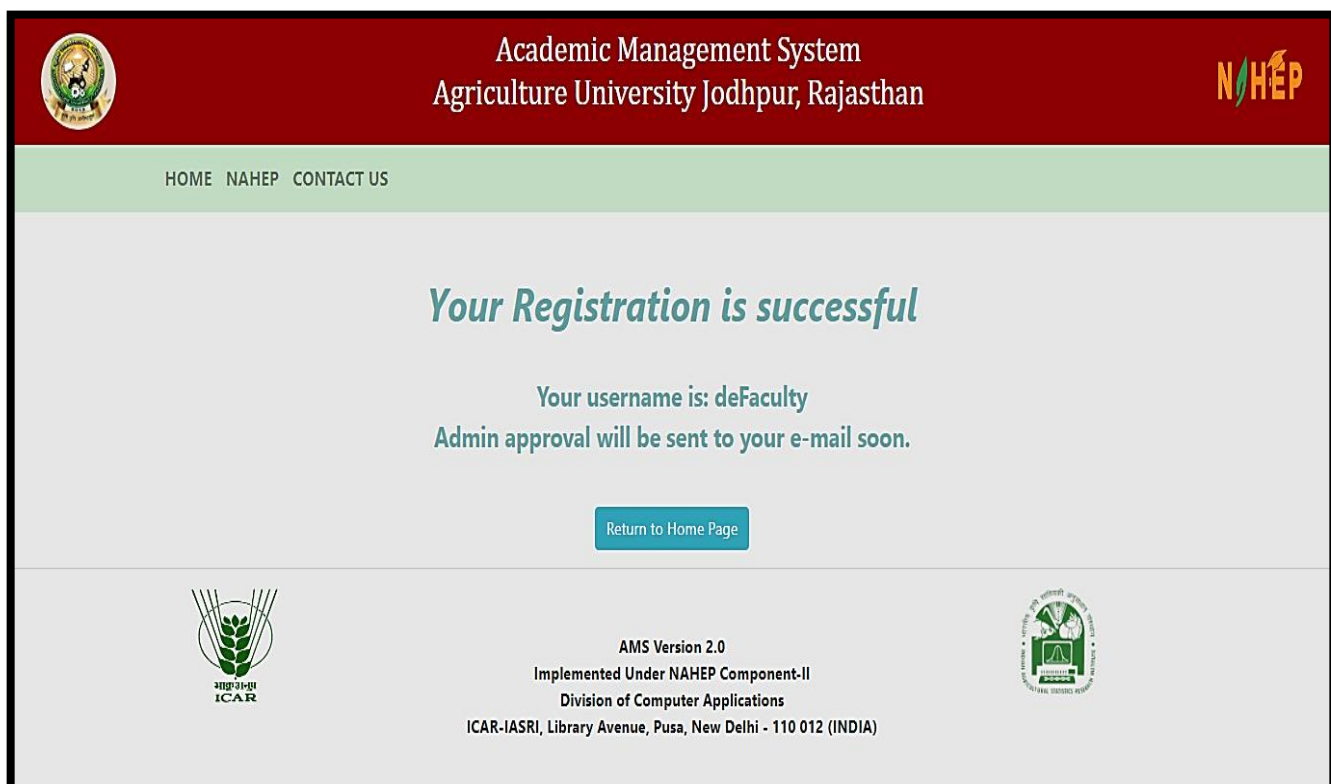 Academic Management System
Agriculture University Jodhpur, Rajasthan
NAHEP
HOME NAHEP CONTACT US
Your Registration is successful
Your username is: deFaculty
Admin approval will be sent to your e-mail soon.
Return to Home Page
भाकृअनुप
ICAR
AMS Version 2.0
Implemented Under NAHEP Component-II
Division of Computer Applications
ICAR-IASRI, Library Avenue, Pusa, New Delhi - 110 012 (INDIA)